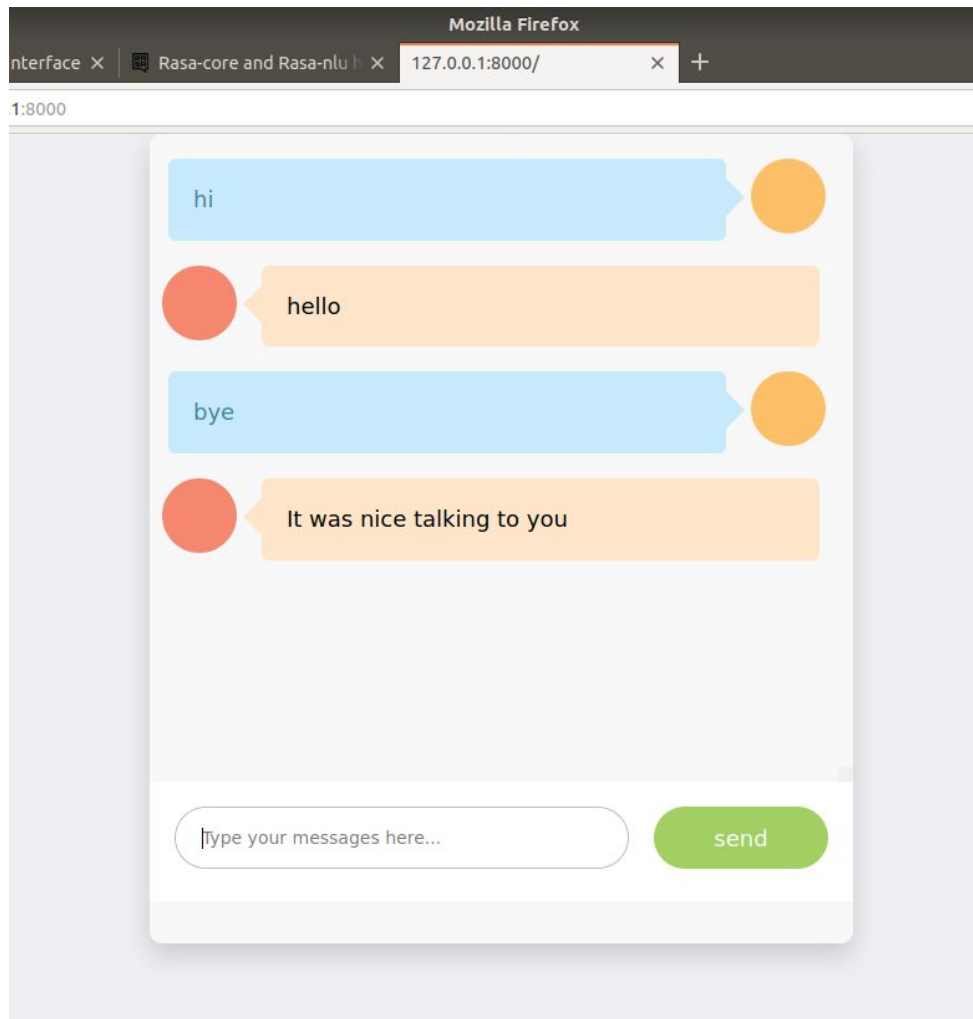 Mozilla Firefox
nterface × Rasa-core and Rasa-nlu h × 127.0.0.1:8000/ × +
.1:8000
hi
hello
bye
It was nice talking to you
Type your messages here... send